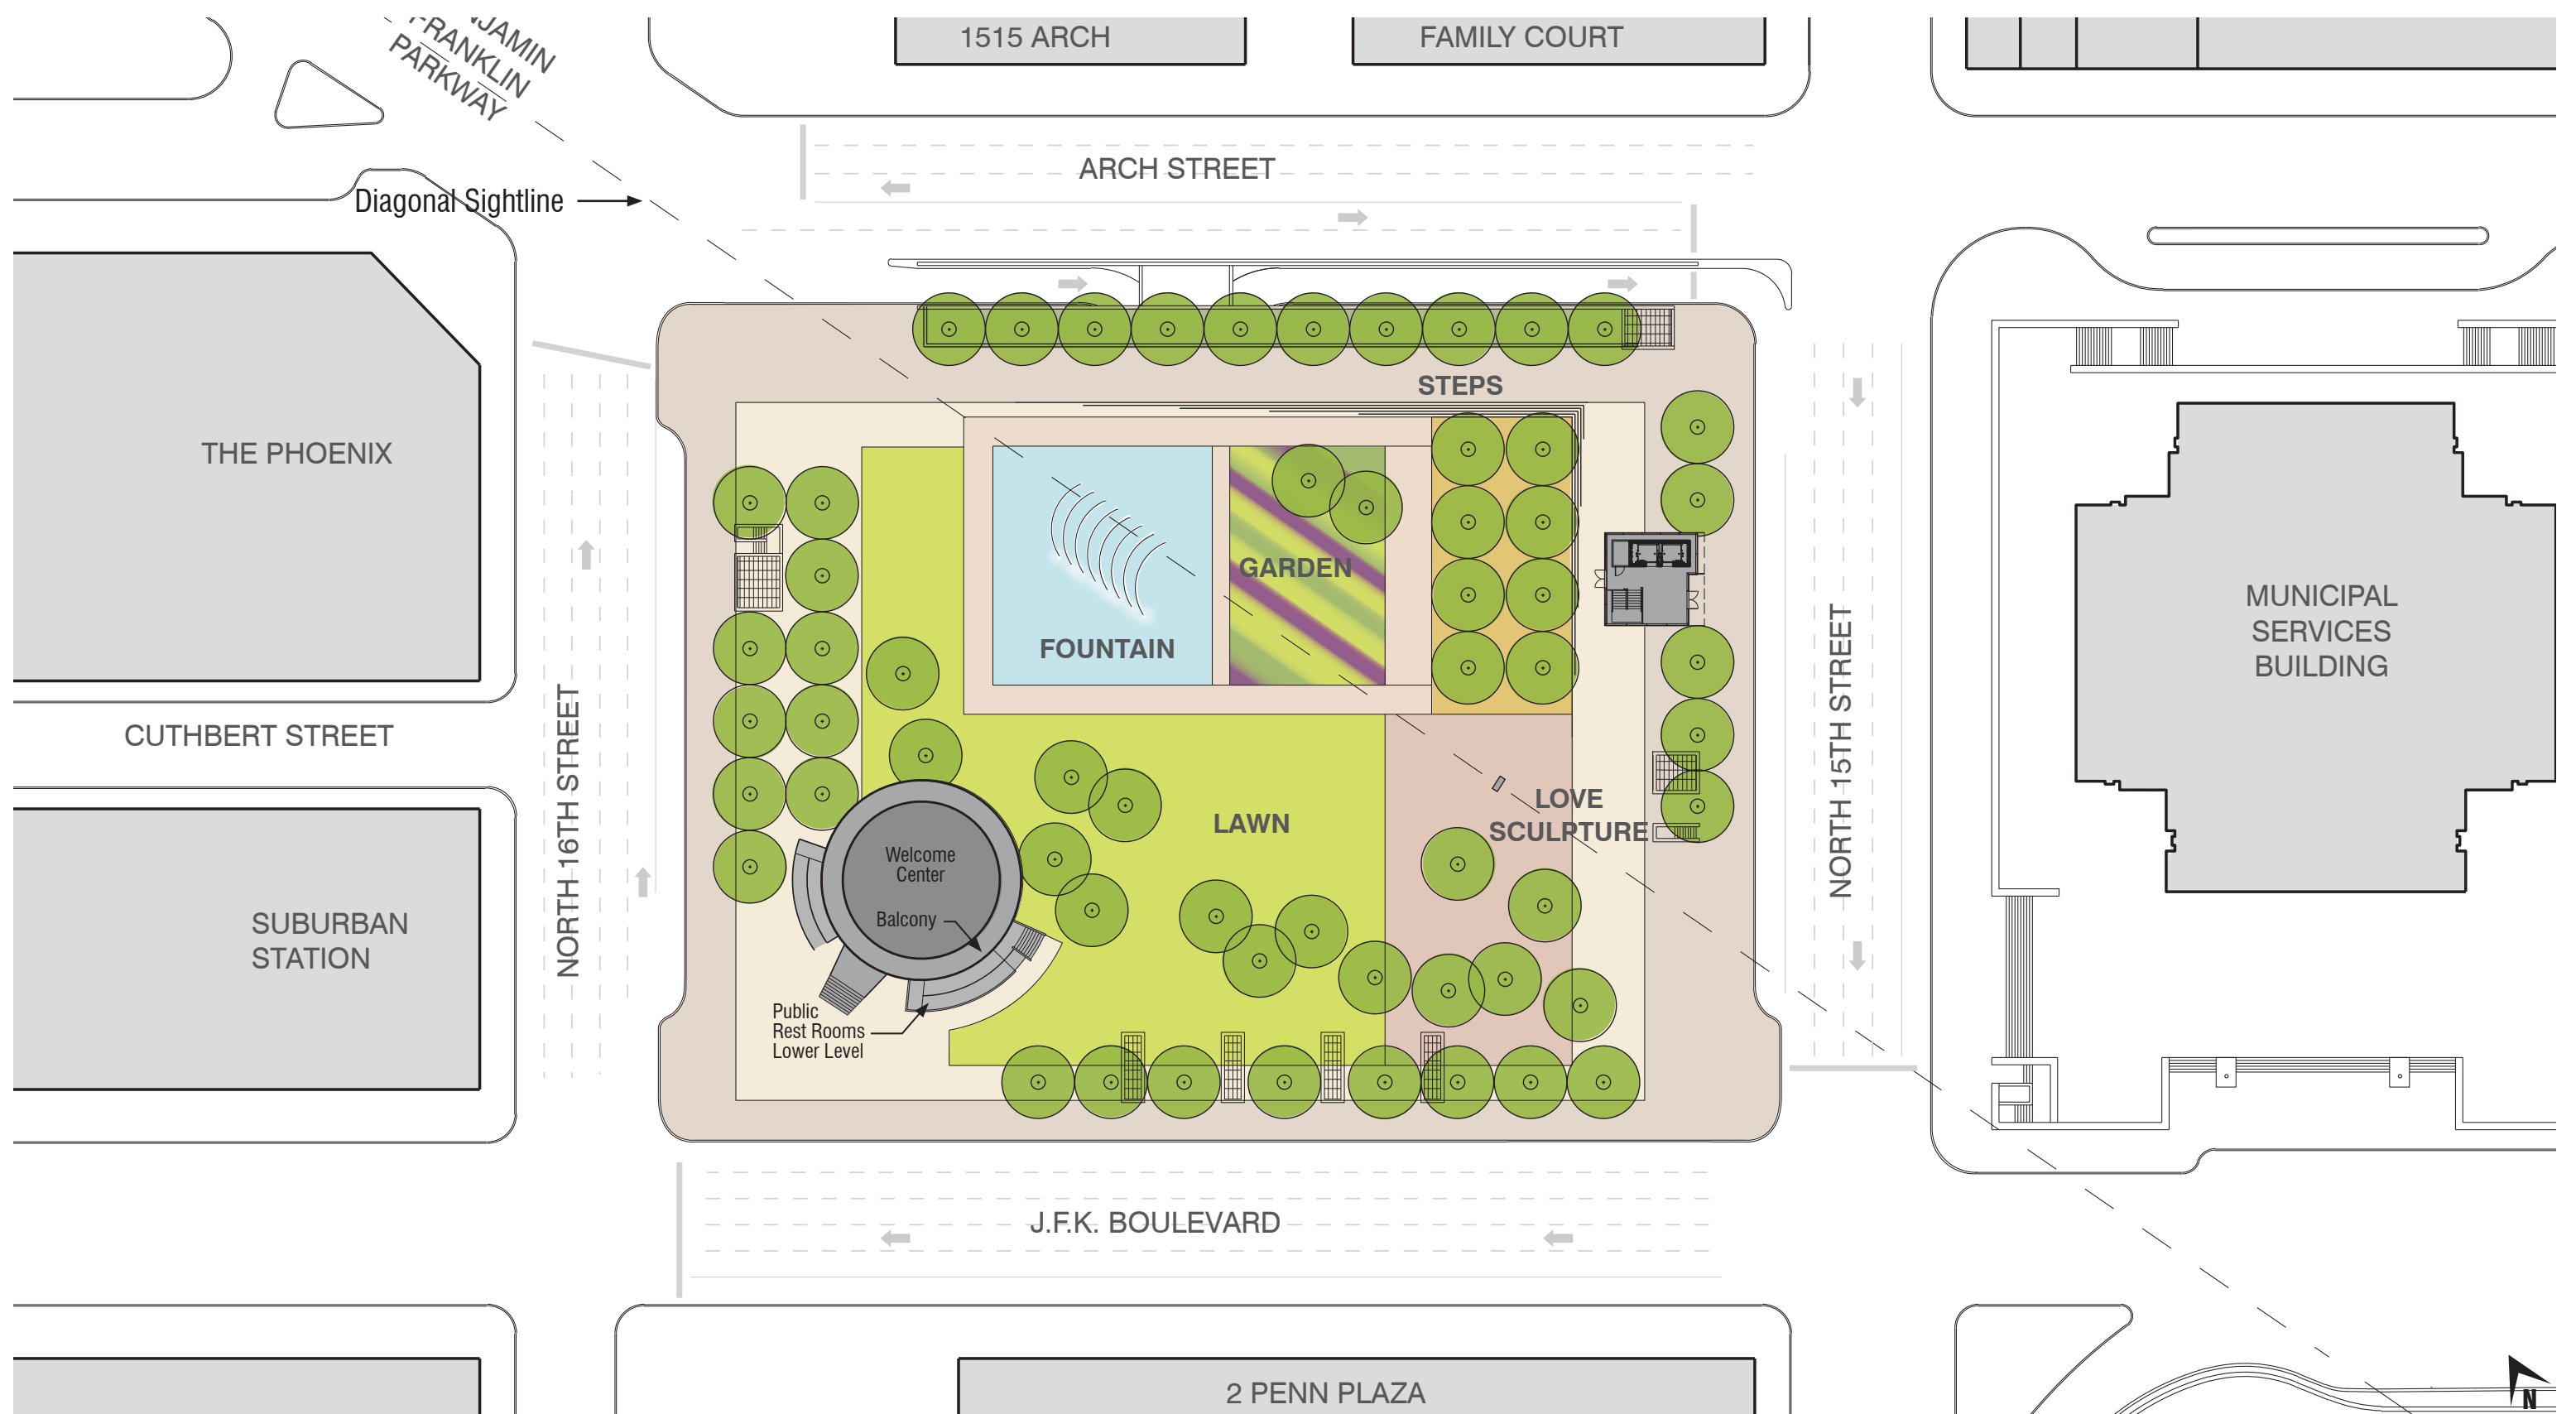 JAMIN
FRANKLIN
PARKWAY
1515 ARCH
FAMILY COURT
ARCH STREET
Diagonal Sightline
STEPS
THE PHOENIX
GARDEN
FOUNTAIN
MUNICIPAL
SERVICES
BUILDING
CUTHBERT STREET
NORTH 16TH STREET
NORTH 15TH STREET
LOVE
SCULPTURE
LAWN
Welcome
Center
Balcony
SUBURBAN
STATION
Public
Rest Rooms
Lower Level
J.F.K. BOULEVARD
2 PENN PLAZA
N